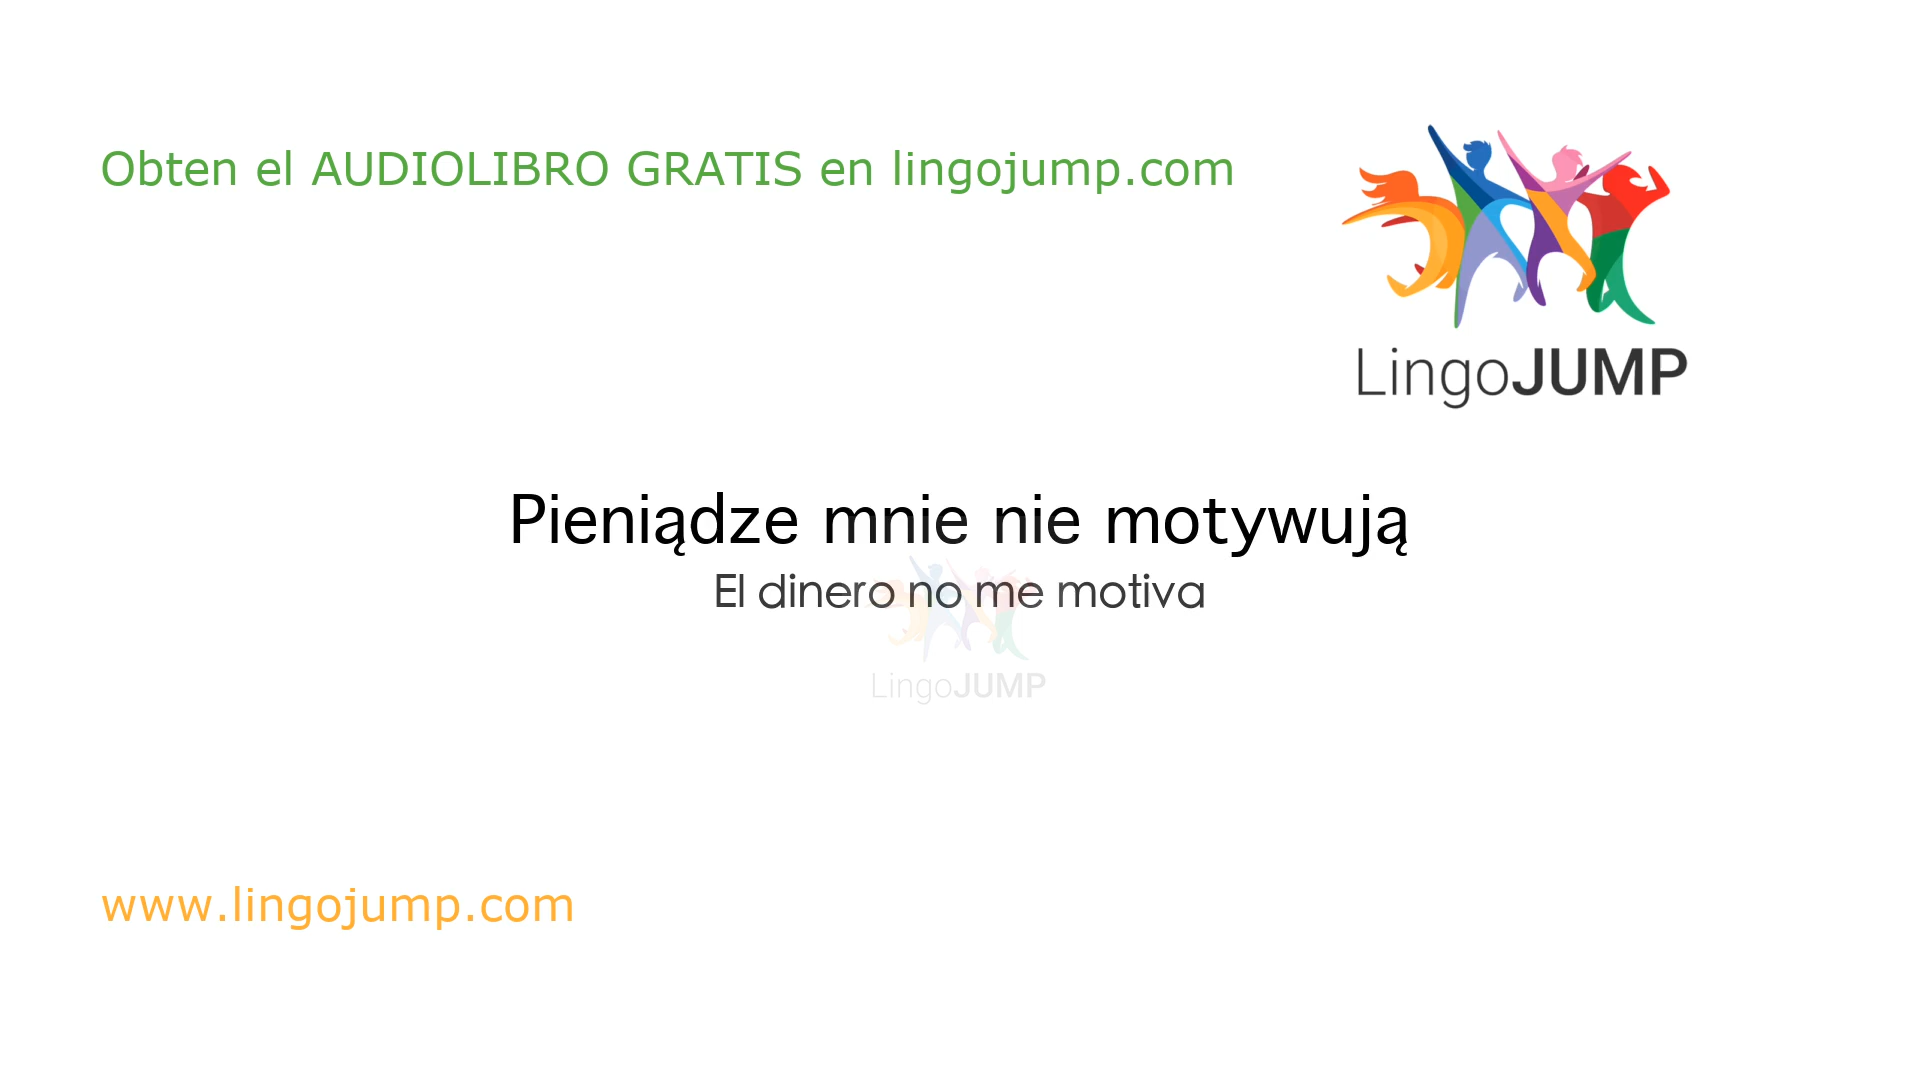 Obten el AUDIOLIBRO GRATIS en lingojump.com
LingoJUMP
Pieniądze mnie nie motywują
El dinero no me motiva
LingoJUMP
www.lingojump.com